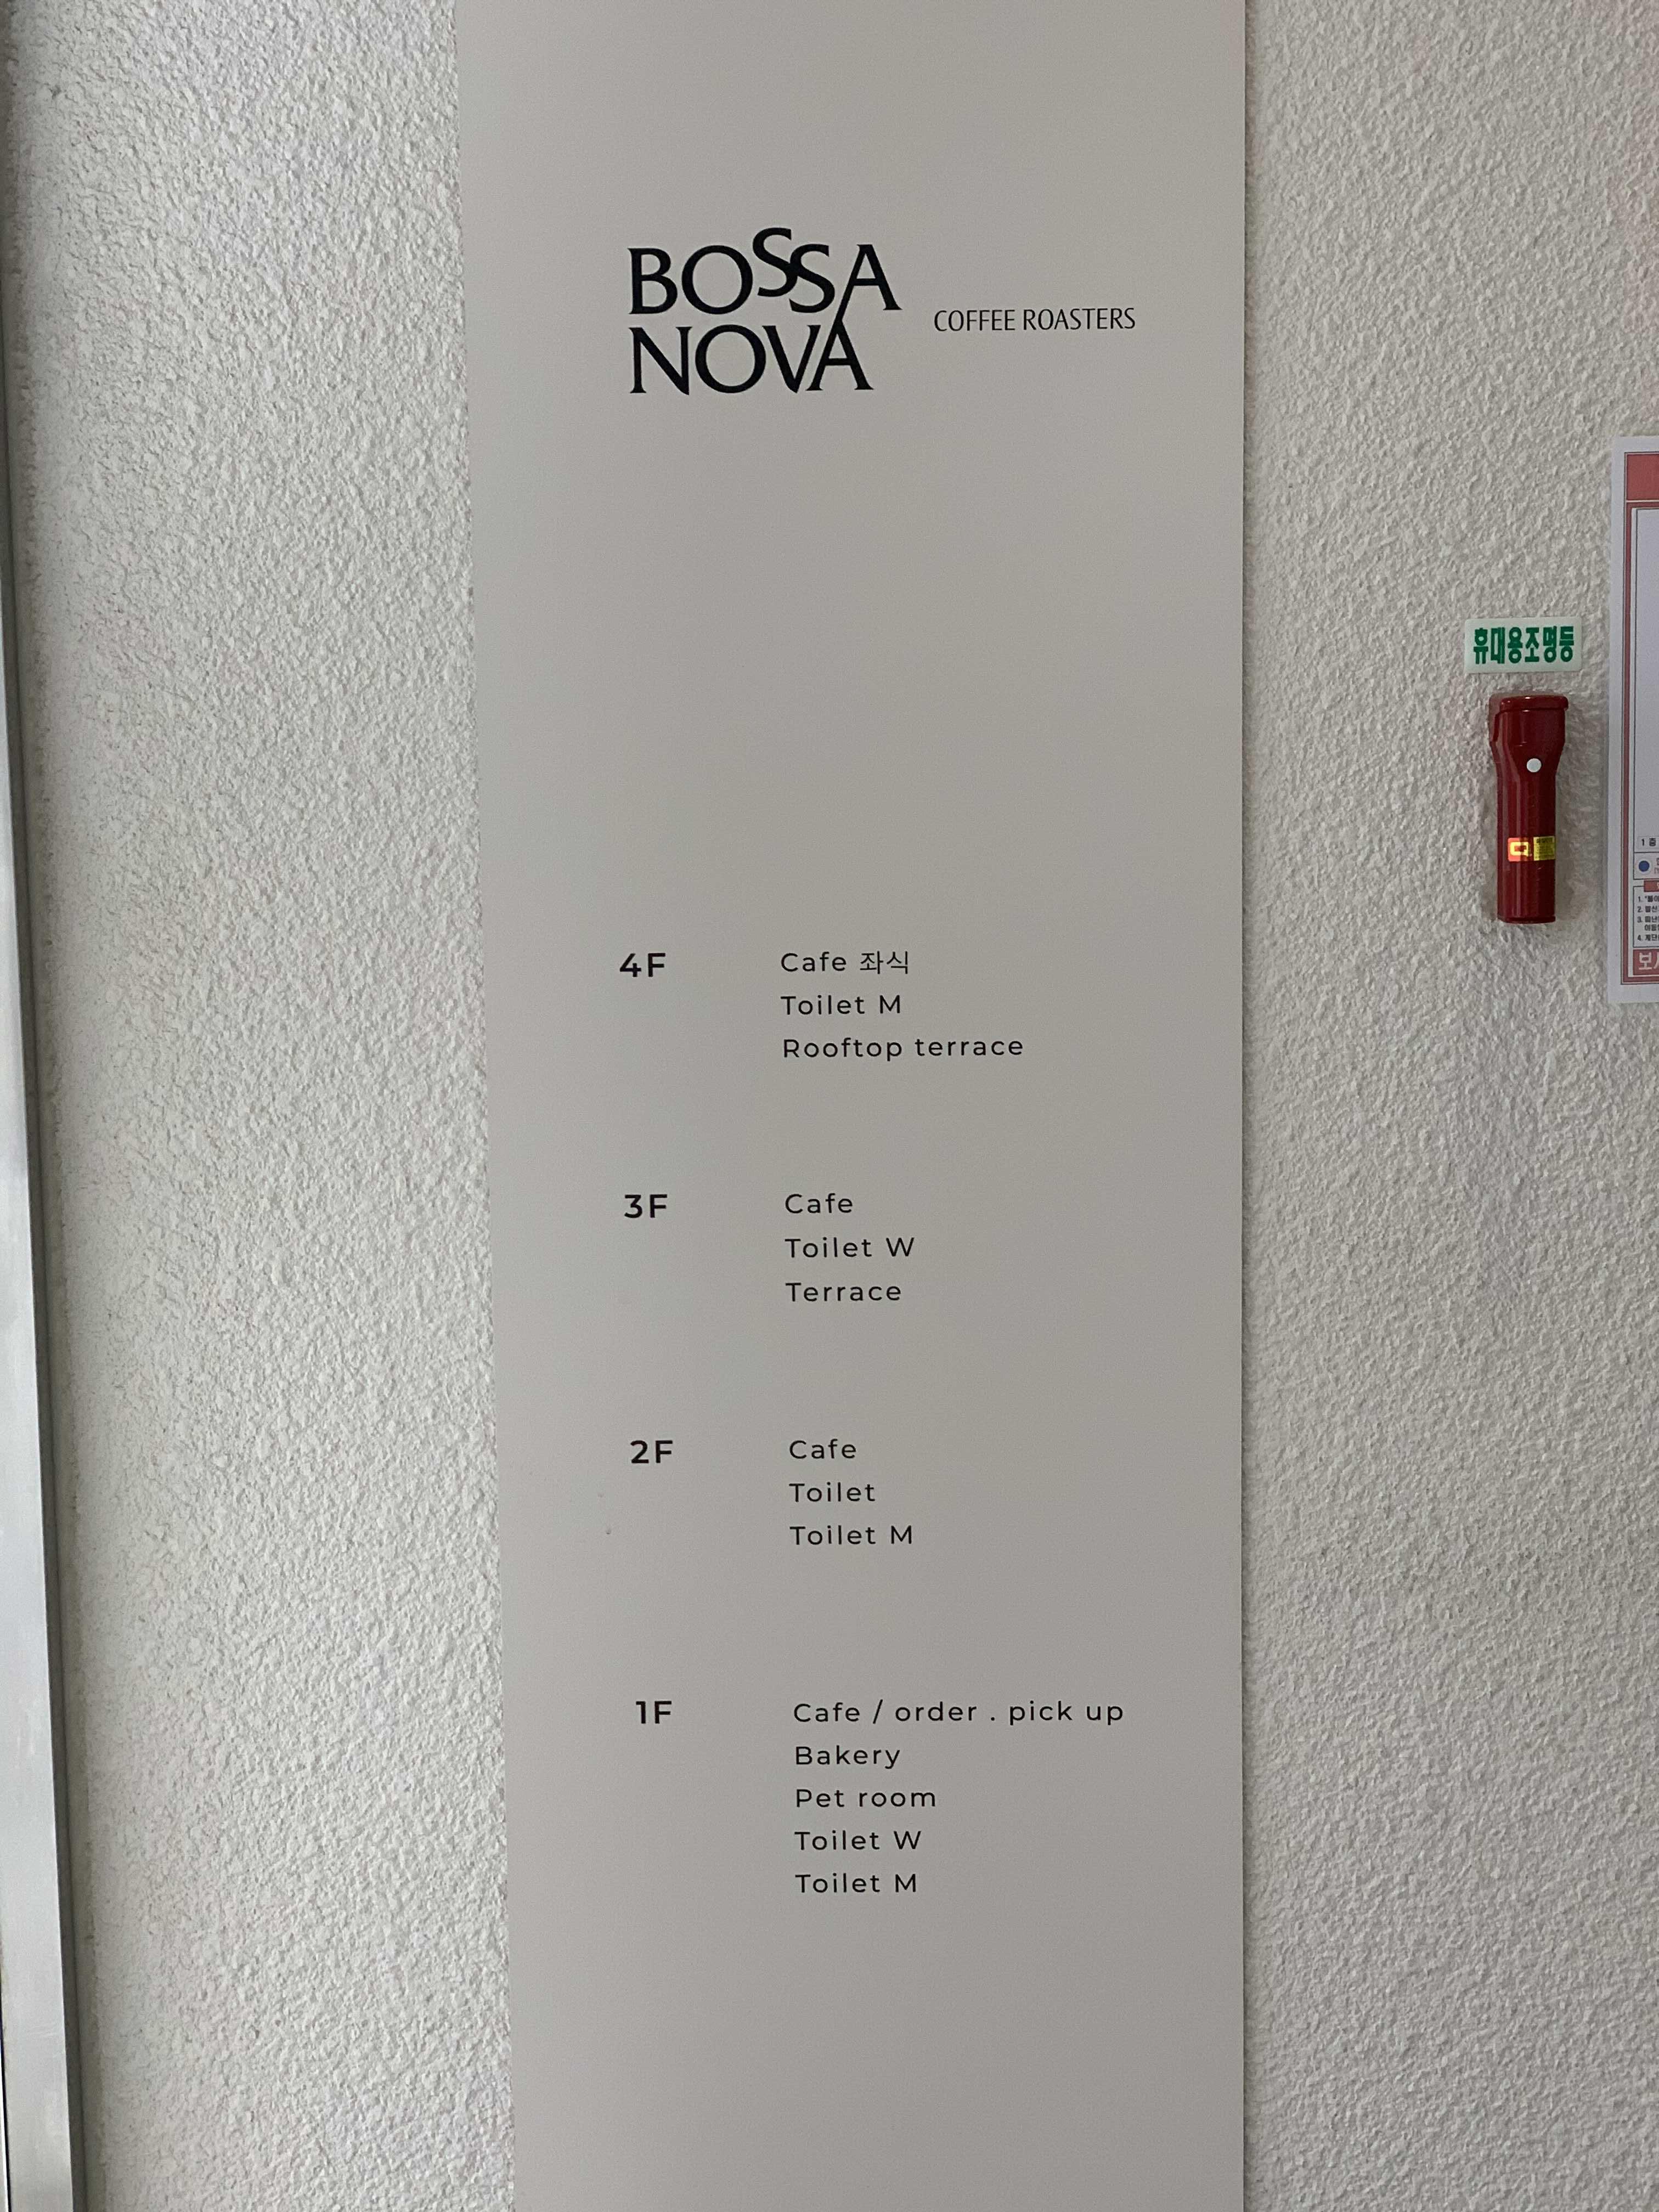 BOSSA
NOVA
COFFEE ROASTERS
휴대용조명등
4F
Cafe 좌식
Toilet M
Rooftop terrace
3F
Cafe
Toilet W
Terrace
2F
Cafe
Toilet
Toilet M
1F
Cafe / order . pick up
Bakery
Pet room
Toilet W
Toilet M